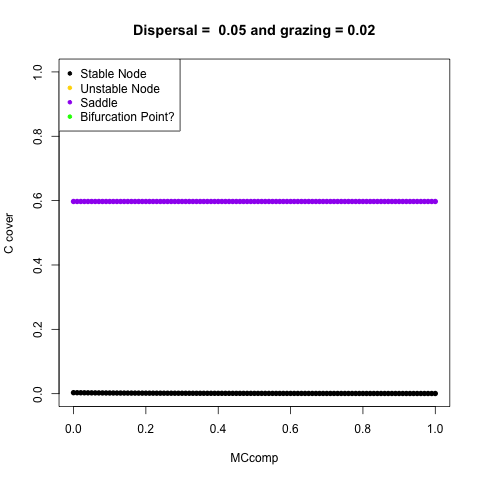 Dispersal =  0.05 and grazing = 0.02
Stable Node
Unstable Node
Saddle
Bifurcation Point?
C cover
1.0
0.8
0.6
0.4
0.2
0.0
0.0 0.2 0.4 0.6 0.8 1.0
MCcomp